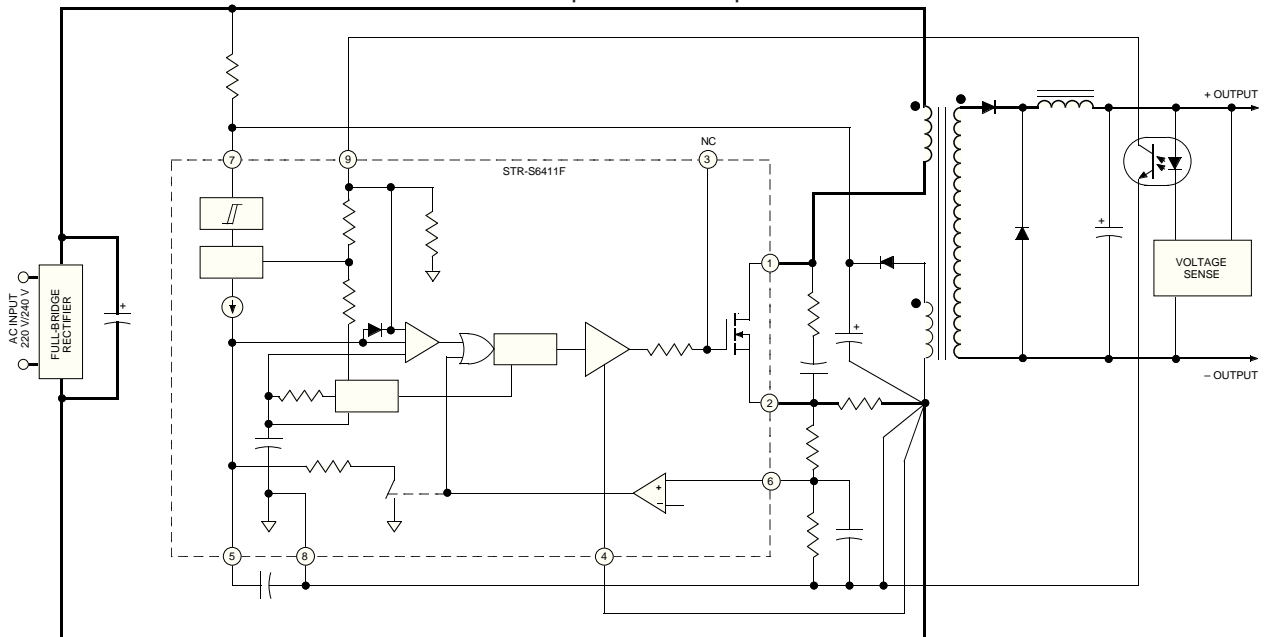 + OUTPUT
7
9
NC
3
STR-S6411F
1
AC INPUT
220 V/240 V
FULL-BRIDGE
RECTIFIER
+
+
+
VOLTAGE
SENSE
– OUTPUT
2
+
–
6
5
8
4